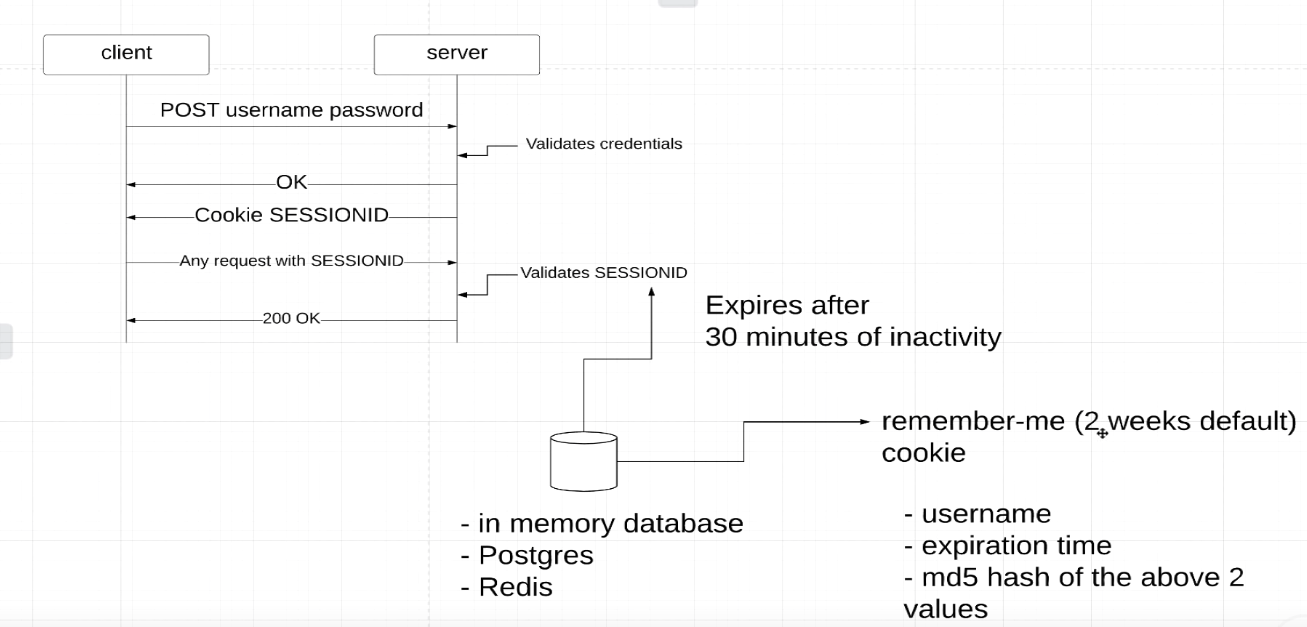 client
server
POST username password
Validates credentials
OK
Cookie SESSIONID
Any request with SESSIONID
Validates SESSIONID
200 OK
Expires after
30 minutes of inactivity
remember-me (2 weeks default)
cookie
- in memory database
- Postgres
- Redis
- username
- expiration time
- md5 hash of the above 2
values